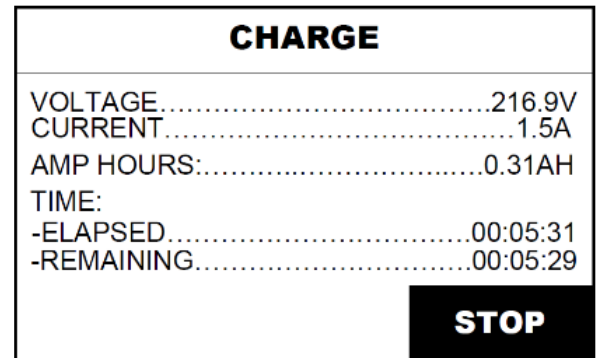 CHARGE
VOLTAGE……………………………….216.9V
CURRENT…………………………………1.5A
AMP HOURS:………..……………..….0.31AH
TIME:
-ELAPSED…………………………….00:05:31
-REMAINING………………………….00:05:29
STOP